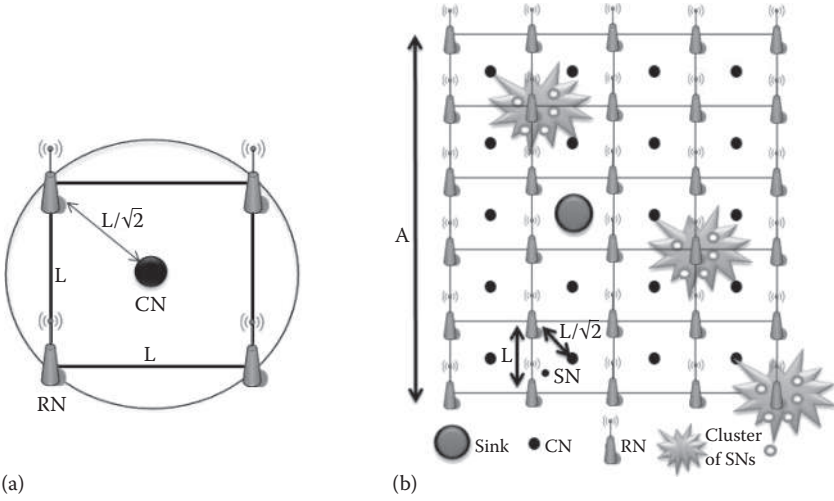 L/√2
L
CN
L
RN
(a)
A
L/√2
L
SN
Sink
CN
RN
Cluster
of SNs
(b)